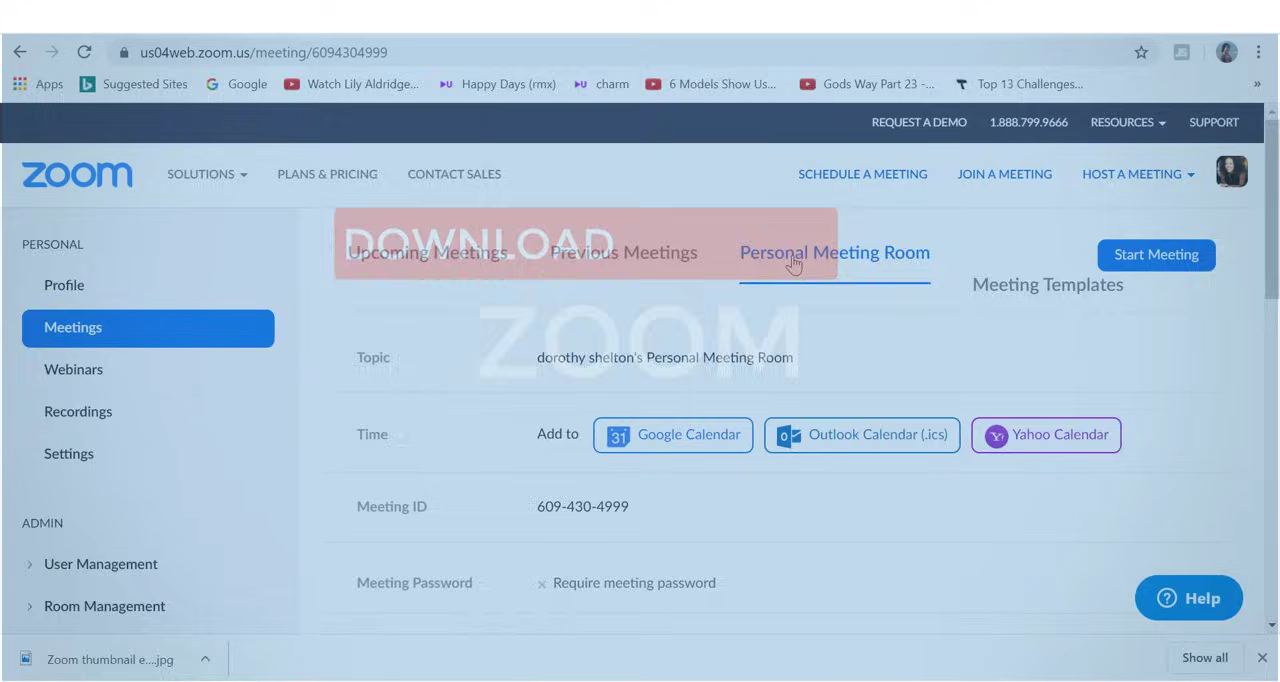 us04web.zoom.us/meeting/6094304999
Apps Suggested Sites Google Watch Lily Aldridge... Happy Days (rmx) charm 6 Models Show Us... Gods Way Part 23 -... Top 13 Challenges... »
REQUEST A DEMO 1.888.799.9666 RESOURCES SUPPORT
zoom SOLUTIONS PLANS & PRICING CONTACT SALES SCHEDULE A MEETING JOIN A MEETING HOST A MEETING
PERSONAL
Profile
Meetings
Webinars
Recordings
Settings
ADMIN
User Management
Room Management
DOWNLOAD
ZOOM
Upcoming Meetings Previous Meetings Personal Meeting Room
Meeting Templates
Start Meeting
Topic dorothy shelton's Personal Meeting Room
Time Add to 31 Google Calendar Outlook Calendar (.ics) Yahoo Calendar
Meeting ID 609-430-4999
Meeting Password × Require meeting password
Help
Zoom thumbnail e....jpg Show all